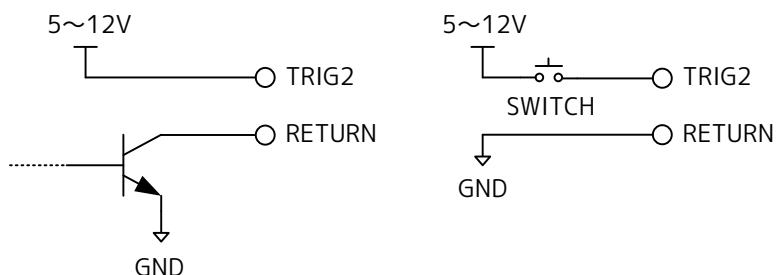 5～12V
TRIG2
RETURN
GND
5～12V
TRIG2
SWITCH
RETURN
GND